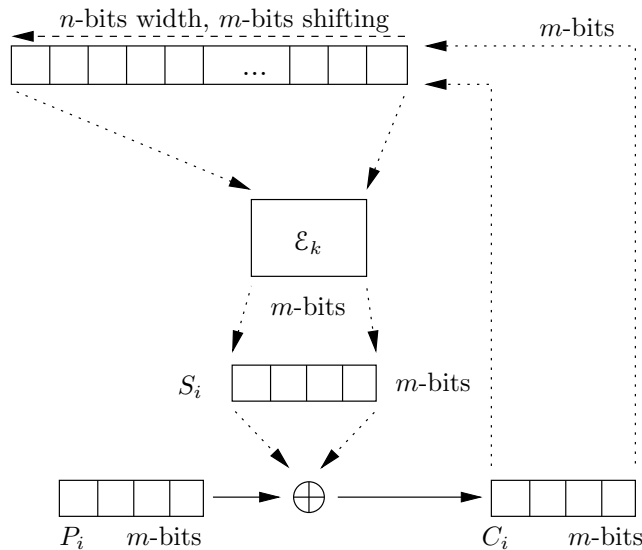 n-bits width, m-bits shifting
m-bits
...
ℰk
m-bits
Si
m-bits
Pi
m-bits
Ci
m-bits